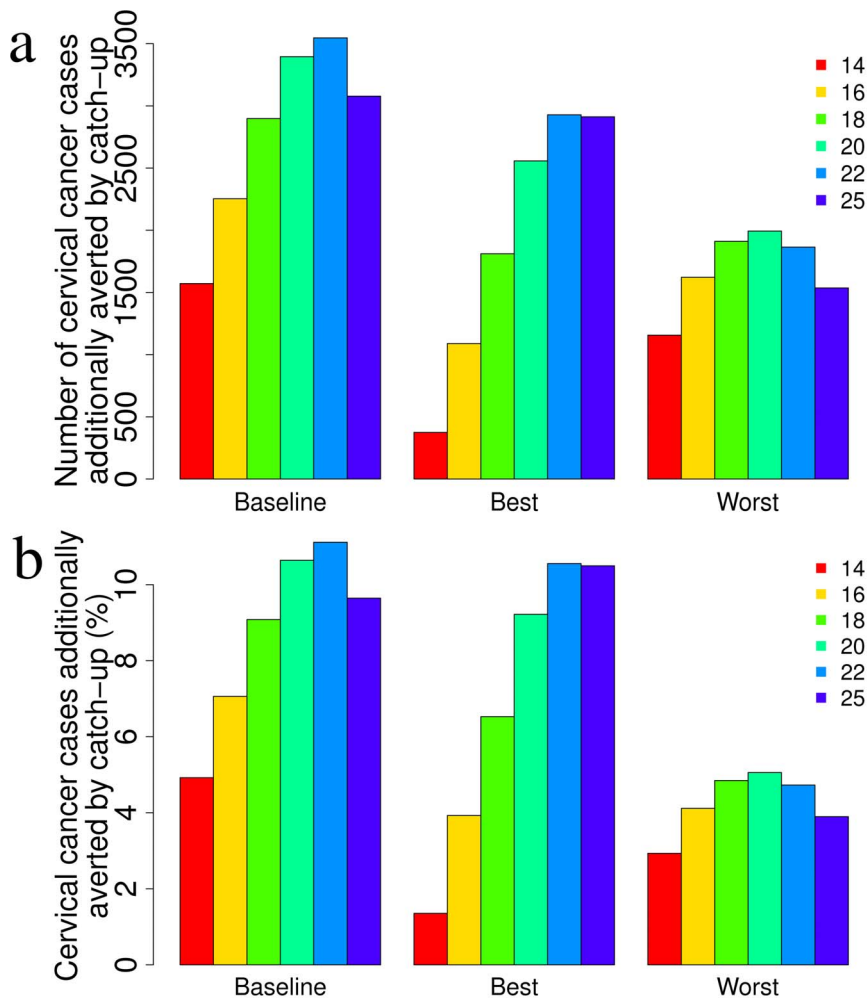 a
Number of cervical cancer cases
additionally averted by catch-up
0
500
1500
2500
3500
Baseline
Best
Worst
14
16
18
20
22
25
b
Cervical cancer cases additionally
averted by catch-up (%)
0
2
4
6
8
10
Baseline
Best
Worst
14
16
18
20
22
25